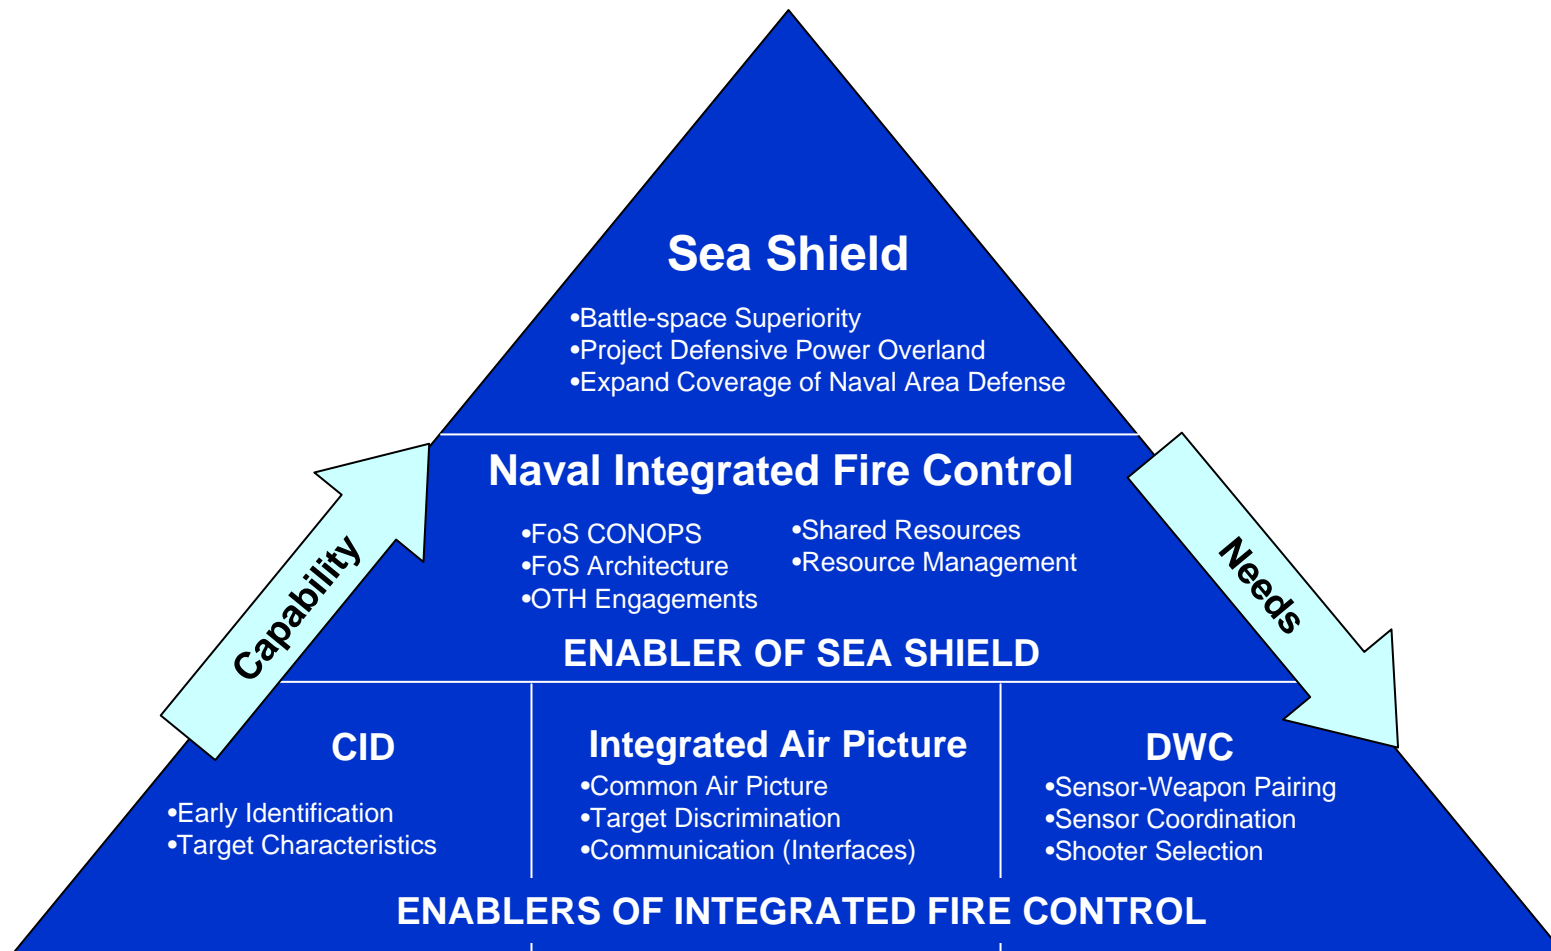 Sea Shield
•Battle-space Superiority
•Project Defensive Power Overland
•Expand Coverage of Naval Area Defense
Naval Integrated Fire Control
•FoS CONOPS
•FoS Architecture
•OTH Engagements
•Shared Resources
•Resource Management
ENABLER OF SEA SHIELD
Capability
Needs
CID
•Early Identification
•Target Characteristics
Integrated Air Picture
•Common Air Picture
•Target Discrimination
•Communication (Interfaces)
DWC
•Sensor-Weapon Pairing
•Sensor Coordination
•Shooter Selection
ENABLERS OF INTEGRATED FIRE CONTROL